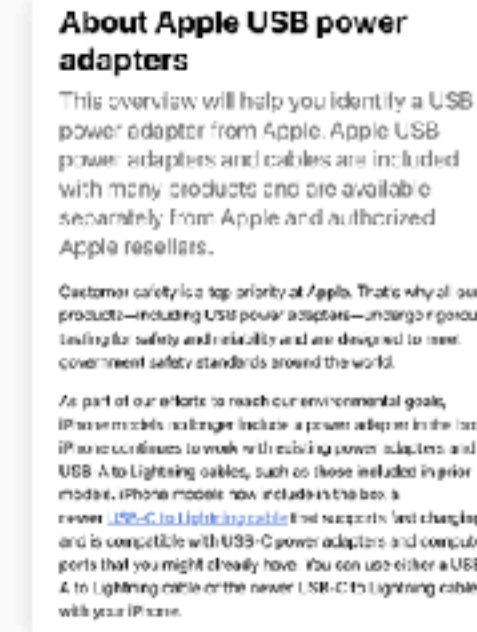 About Apple USB power
adapters
This overview will help you identify a USB
power adapter from Apple. Apple USB
power adapters and cables are included
with many products and are available
separately from Apple and authorized
Apple resellers.
Customer safety is a top priority at Apple. That's why all our
products—including USB power adapters—undergo rigorous
testing for safety and reliability and are designed to meet
government safety standards around the world.
As part of our efforts to reach our environmental goals,
iPhone models no longer include a power adapter in the box.
iPhone continues to work with existing power adapters and
USB-A to Lightning cables, such as those included in prior
models. iPhone models now include in the box a
newer USB-C to Lightning cable that supports fast charging
and is compatible with USB-C power adapters and computer
ports that you might already have. You can use either a USB-
A to Lightning cable or the newer USB-C to Lightning cable
with your iPhone.